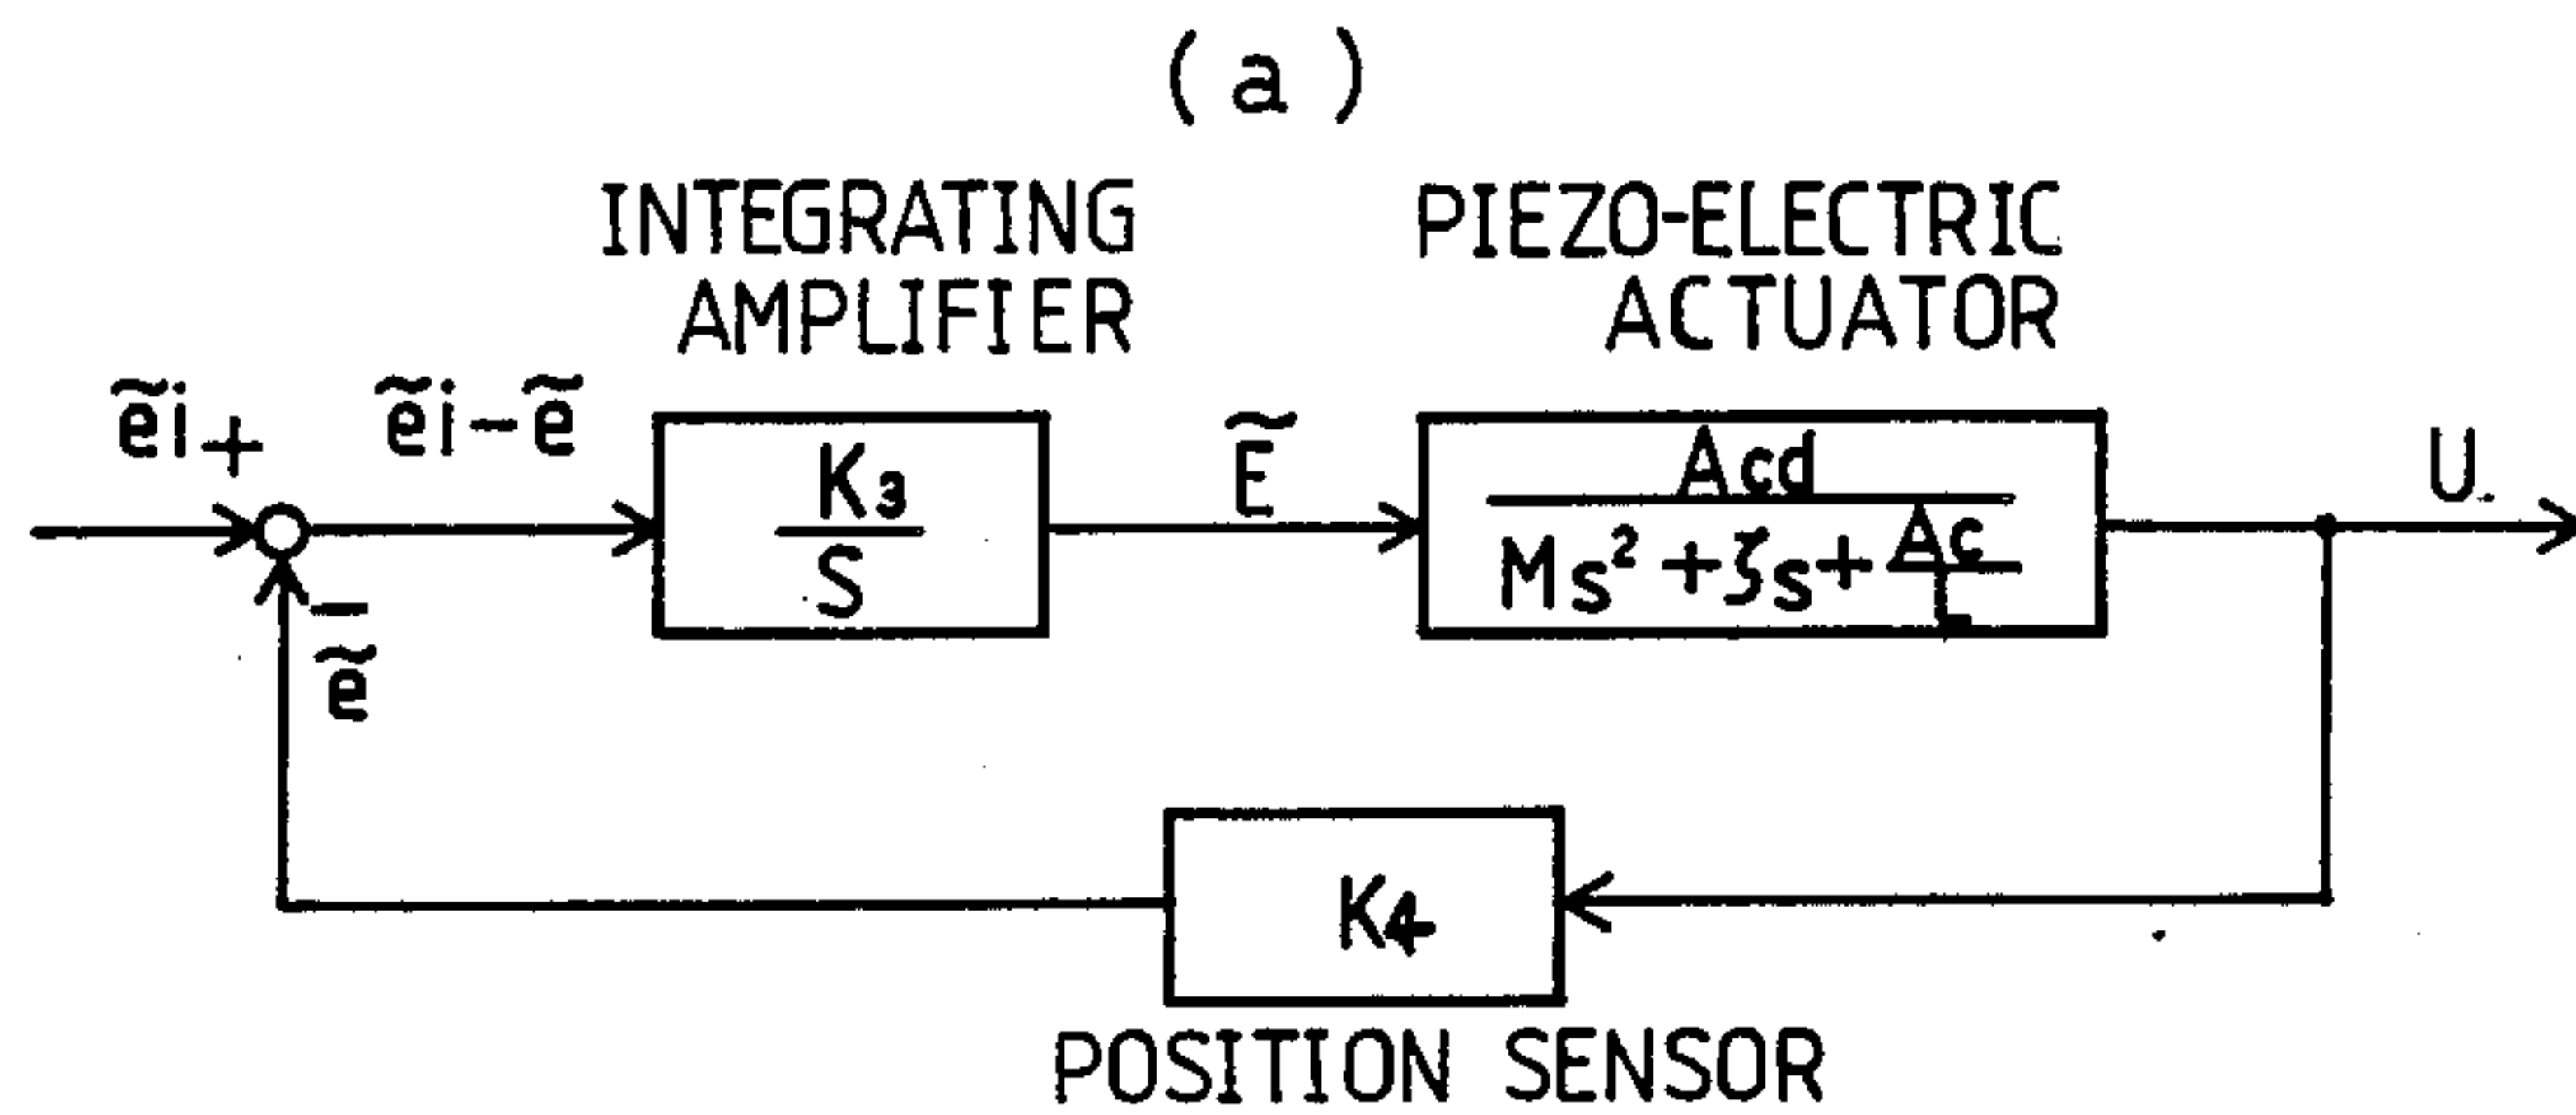 (a)
INTEGRATING
AMPLIFIER
PIEZO-ELECTRIC
ACTUATOR
ẽi
+
ẽi-ẽ
K₃
S
Ẽ
Acd
Ms²+ζs+
Ac
L
U
-
ẽ
K₄
POSITION SENSOR